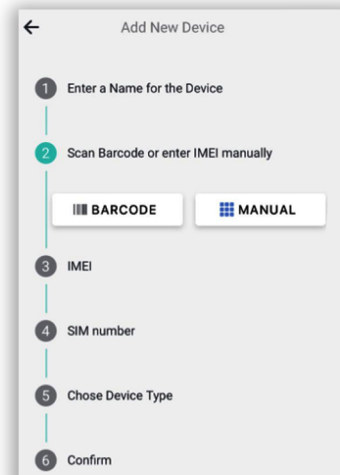 Add New Device
1 Enter a Name for the Device
2 Scan Barcode or enter IMEI manually
BARCODE MANUAL
3 IMEI
4 SIM number
5 Chose Device Type
6 Confirm